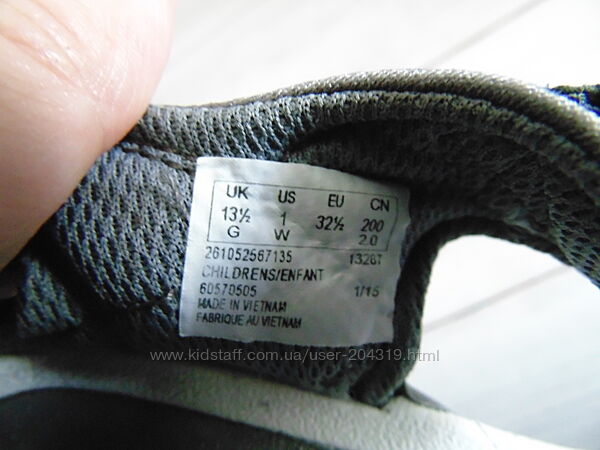 UK US EU CN
13½ 1 32½ 200
G W 2.0
261052567135 13287
CHILDRENS/ENFANT
60570505 1/15
MADE IN VIETNAM
FABRIQUE AU VIETNAM
www.kidstaff.com.ua/user-204319.html